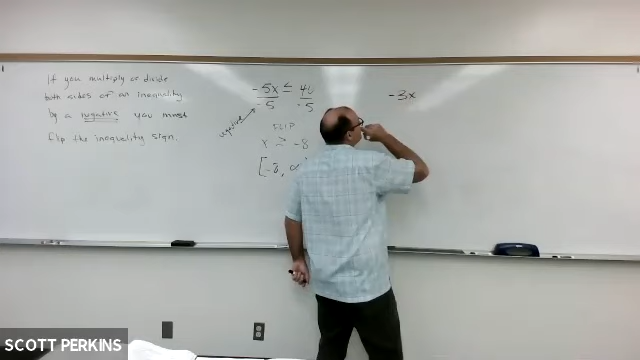 If you multiply or divide
both sides of an inequality
by a negative you must
flip the inequality sign.
-5x ≤ 40
-5 -5
negative
FLIP
x ≥ -8
[-8, ∞
-3x
SCOTT PERKINS